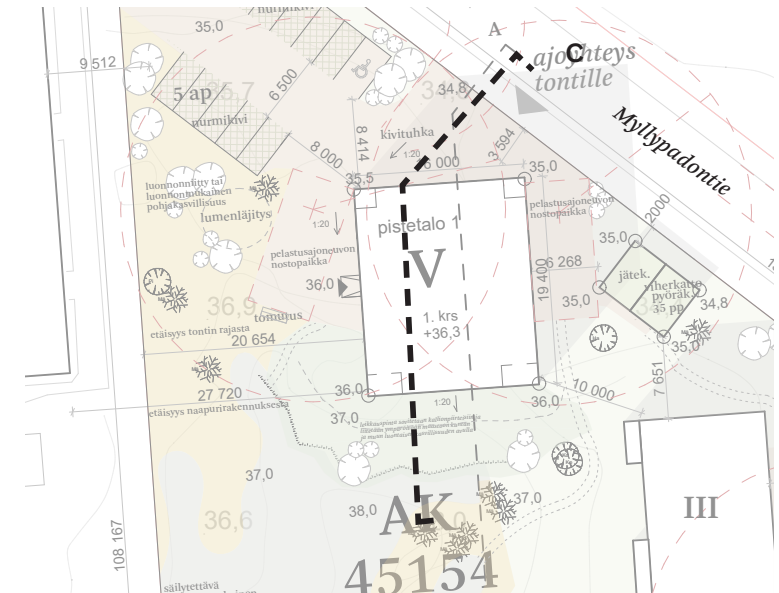 nurmikivi
35,0
A
C
ajoyhteys
tontille
9 512
5 ap
6 500
34,8
nurmikivi
kivituhka
8 414
8 000
1:20
3 594
6 000
Myllypadontie
35,5
35,0
luonnonniitty tai
luontoonmukainen
pohjakasvillisuus
lumenläjitys
1:20
pistetalo 1
pelastusajoneuvon
nostopaikka
2000
V
pelastusajoneuvon
nostopaikka
35,0
6 268
19 400
jätek.
viherkatto
pyöräk.
35 pp
34,8
36,0
35,0
36,9
tomutus
1. krs
+36,3
etäisyys tontin rajasta
20 654
35,0
7 651
27 720
etäisyys naapurirakennuksesta
36,0
1:20
36,0
10 000
37,0
37,0
38,0
37,0
36,6
AK
III
108 167
45154
säilytettävä